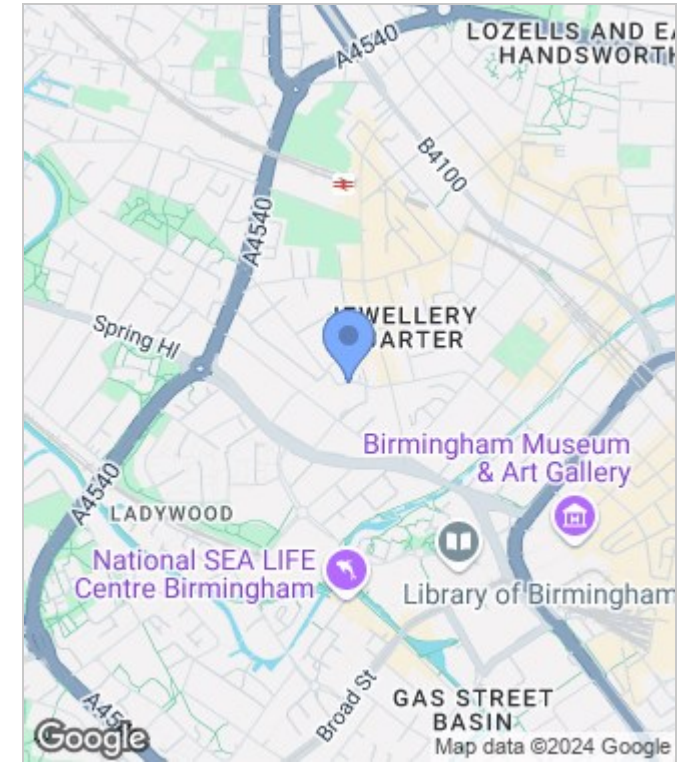 LOZELLS AND EA
HANDSWORTH
A4540
B4100
A4540
JEWELLERY
QUARTER
Spring Hl
Birmingham Museum
& Art Gallery
A4540
LADYWOOD
National SEA LIFE
Centre Birmingham
Library of Birmingham
Broad St
GAS STREET
BASIN
Google
Map data ©2024 Google